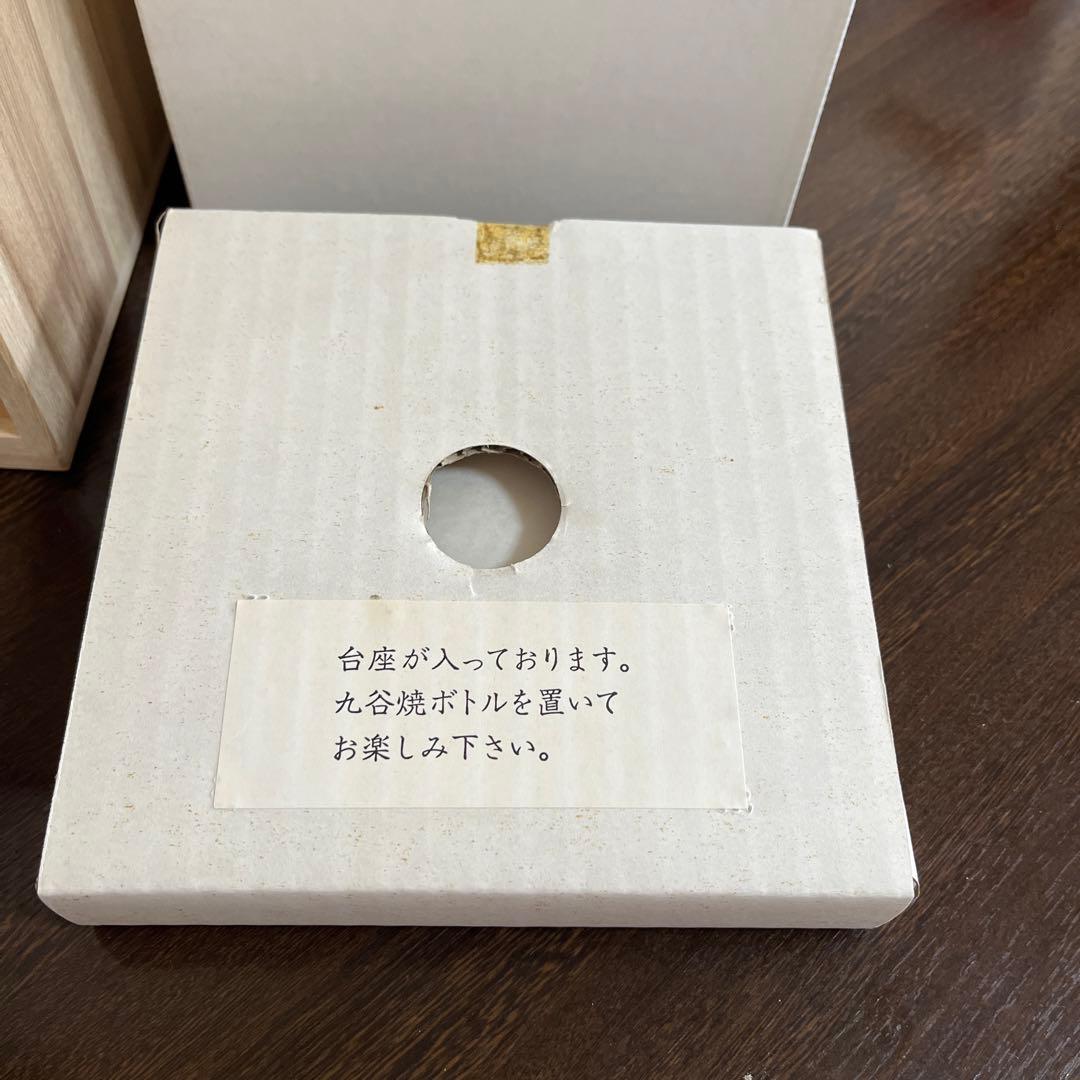 台座が入っております。
九谷焼ボトルを置いて
お楽しみ下さい。